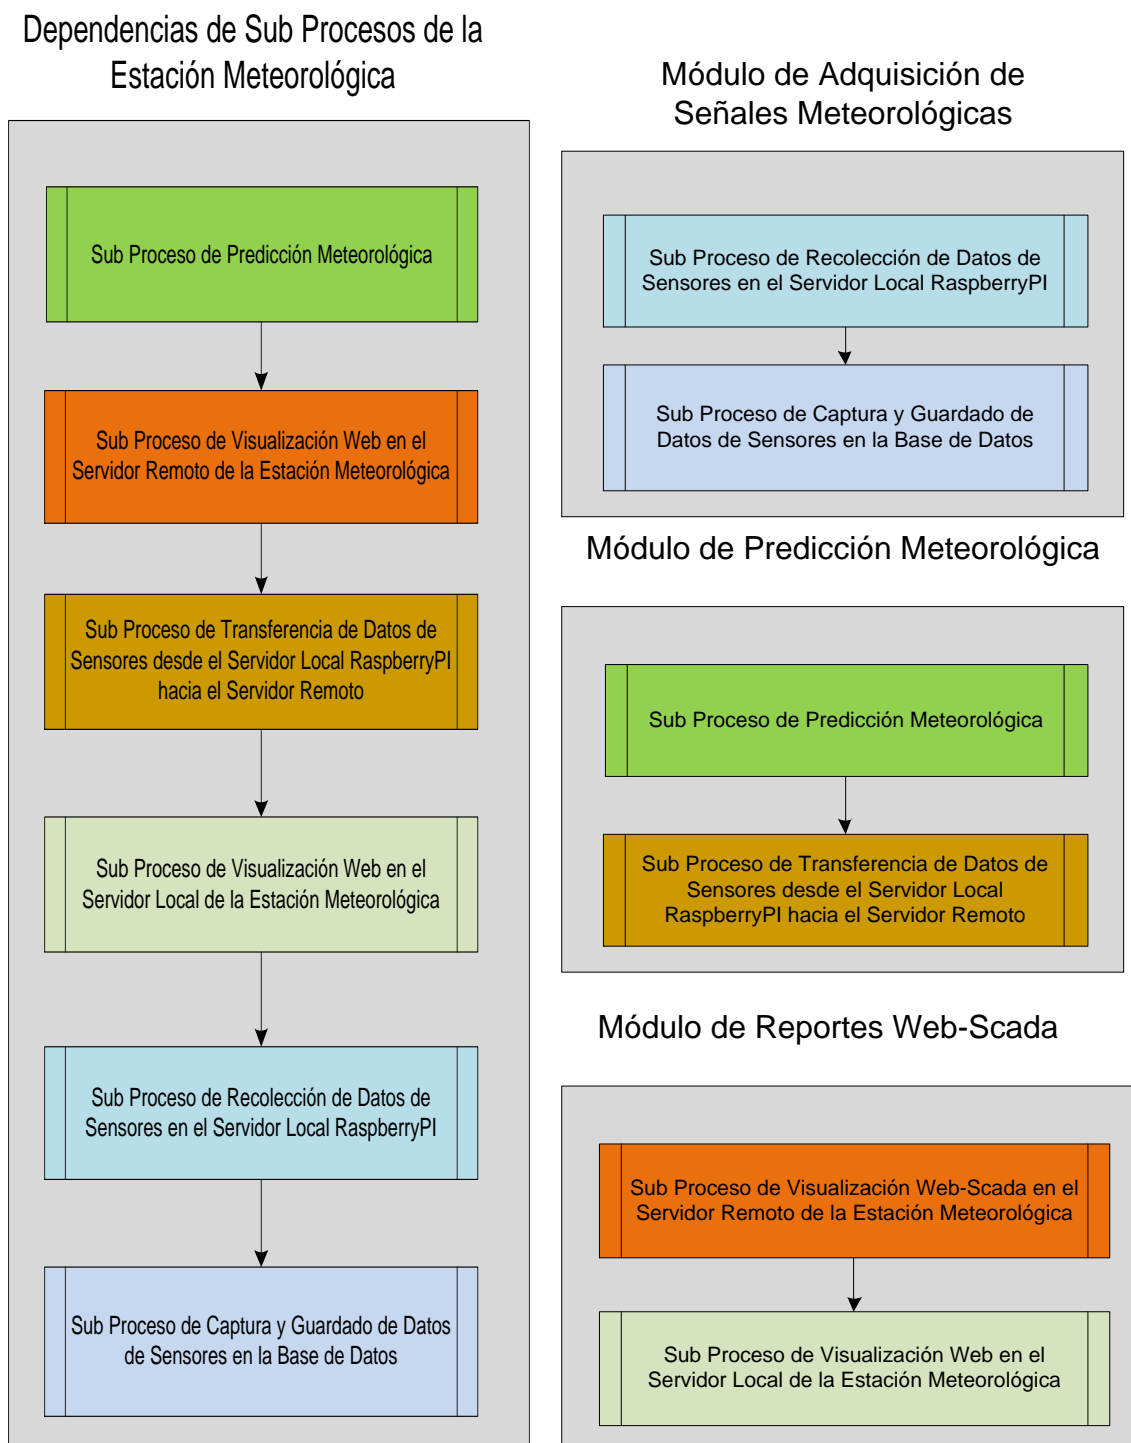 Dependencias de Sub Procesos de la
Estación Meteorológica
Sub Proceso de Predicción Meteorológica
Sub Proceso de Visualización Web en el
Servidor Remoto de la Estación Meteorológica
Sub Proceso de Transferencia de Datos de
Sensores desde el Servidor Local RaspberryPI
hacia el Servidor Remoto
Sub Proceso de Visualización Web en el
Servidor Local de la Estación Meteorológica
Sub Proceso de Recolección de Datos de
Sensores en el Servidor Local RaspberryPI
Sub Proceso de Captura y Guardado de Datos
de Sensores en la Base de Datos
Módulo de Adquisición de
Señales Meteorológicas
Sub Proceso de Recolección de Datos de
Sensores en el Servidor Local RaspberryPI
Sub Proceso de Captura y Guardado de
Datos de Sensores en la Base de Datos
Módulo de Predicción Meteorológica
Sub Proceso de Predicción Meteorológica
Sub Proceso de Transferencia de Datos de
Sensores desde el Servidor Local
RaspberryPI hacia el Servidor Remoto
Módulo de Reportes Web-Scada
Sub Proceso de Visualización Web-Scada en el
Servidor Remoto de la Estación Meteorológica
Sub Proceso de Visualización Web en el
Servidor Local de la Estación Meteorológica